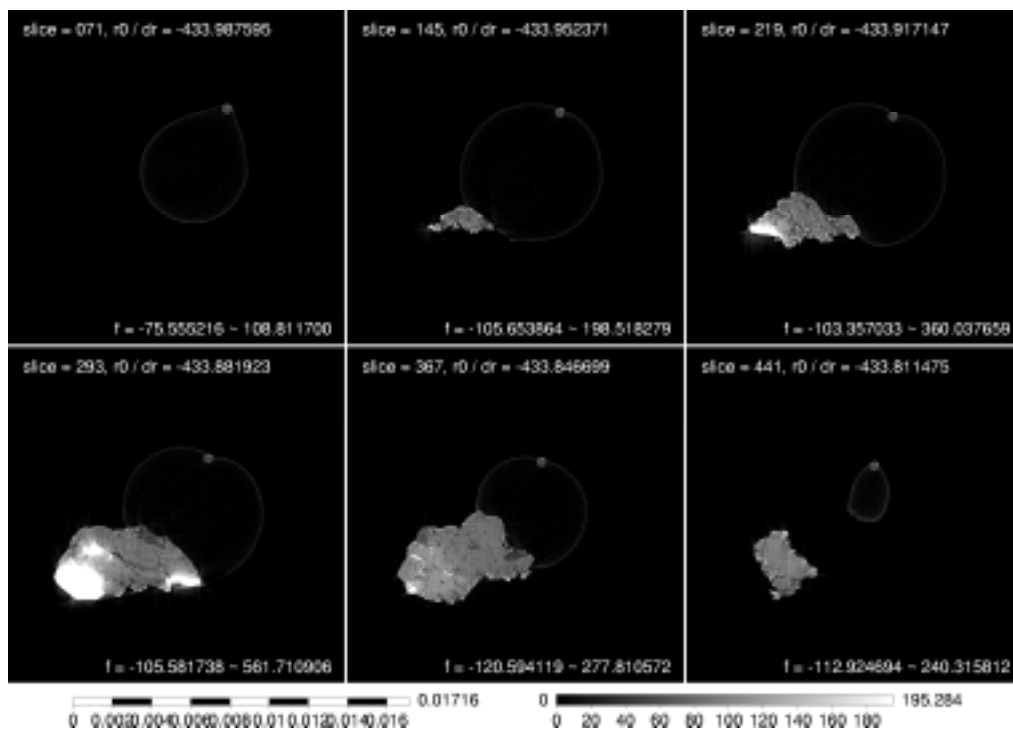 slice = 071, r0 / dr = -433.987595
slice = 145, r0 / dr = -433.952371
slice = 219, r0 / dr = -433.917147
f = -75.555216 ~ 108.811700
f = -105.653864 ~ 198.518279
f = -103.357033 ~ 360.037659
slice = 293, r0 / dr = -433.881923
slice = 367, r0 / dr = -433.846699
slice = 441, r0 / dr = -433.811475
f = -105.581738 ~ 561.710906
f = -120.594119 ~ 277.810572
f = -112.924694 ~ 240.315812
0.01716
0 195.284
0 0.002 0.004 0.006 0.008 0.01 0.012 0.014 0.016
0 20 40 60 80 100 120 140 160 180